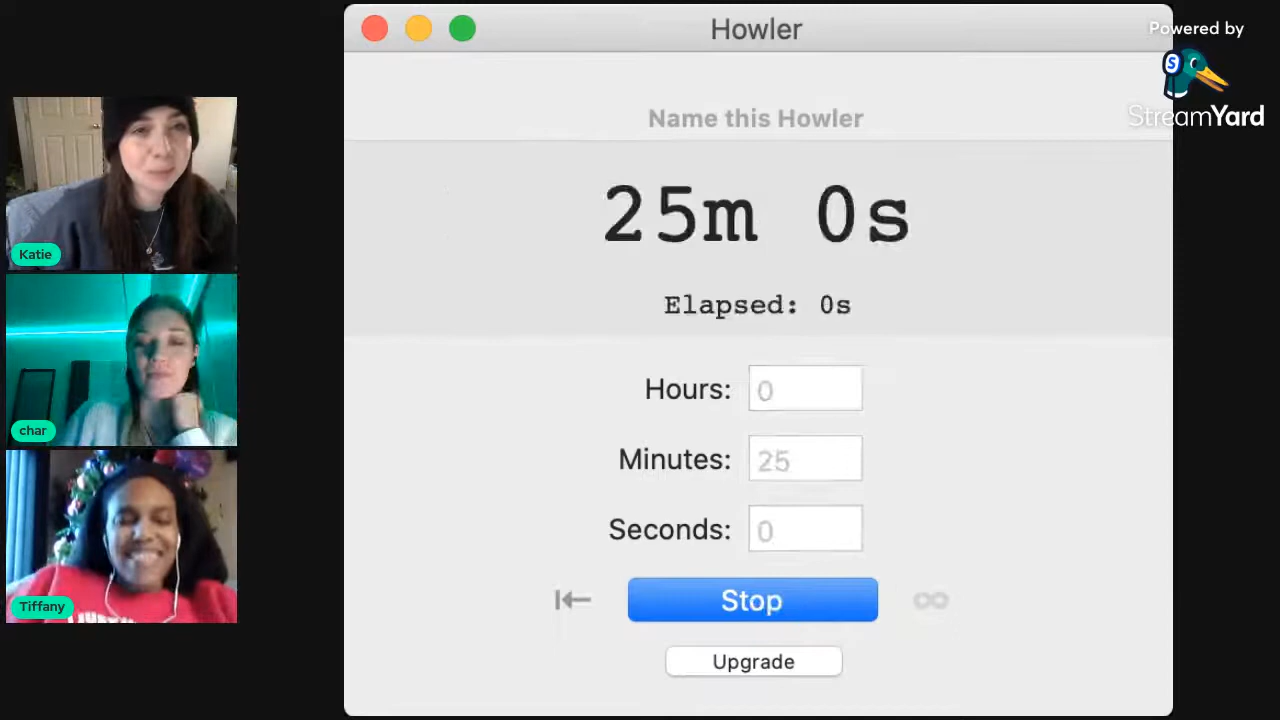 Howler
Powered by
StreamYard
Name this Howler
25m 0s
Elapsed: 0s
Hours: 0
Minutes: 25
Seconds: 0
Stop
Upgrade
Katie
char
Tiffany